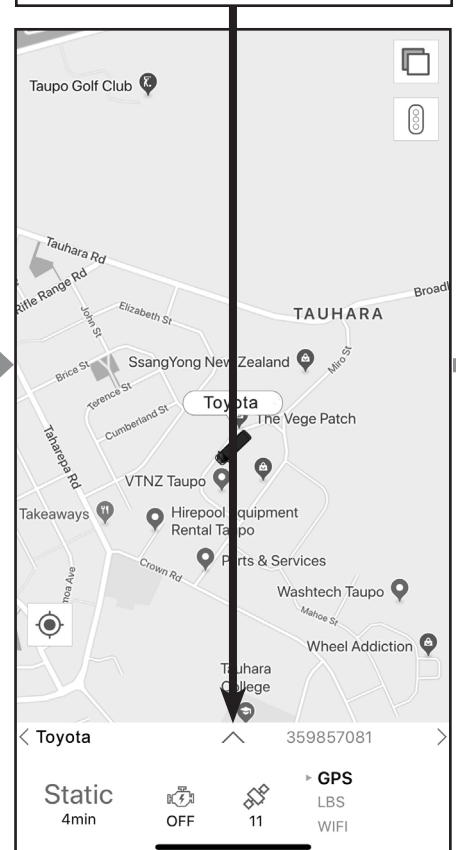 Taupo Golf Club
Tauhara Rd
Rifle Range Rd
John St
Elizabeth St
TAUHARA
Broadl
Brice St
SsangYong New Zealand
Miro St
Terence St
Toyota
Cumberland St
The Vege Patch
Taharepa Rd
VTNZ Taupo
Takeaways
Hirepool Equipment
Rental Taupo
Parts & Services
Crown Rd
moa Ave
Washtech Taupo
Mahoe St
Wheel Addiction
Tauhara
College
Toyota
359857081
Static
4min
OFF
11
GPS
LBS
WIFI